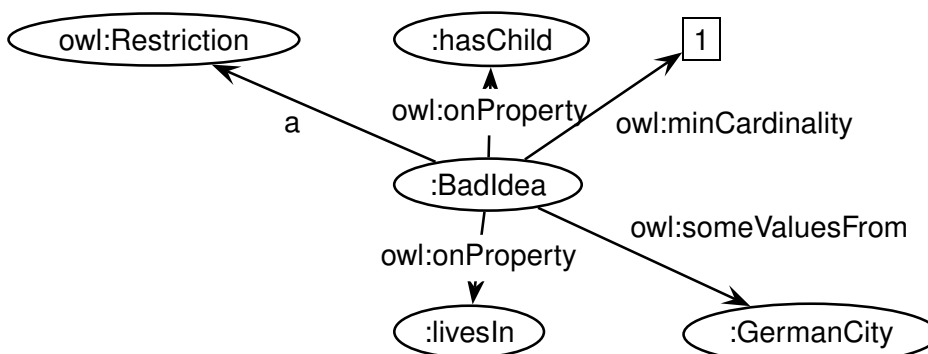 owl:Restriction
:hasChild
1
owl:onProperty
a
owl:minCardinality
:BadIdea
owl:someValuesFrom
owl:onProperty
:livesIn
:GermanCity